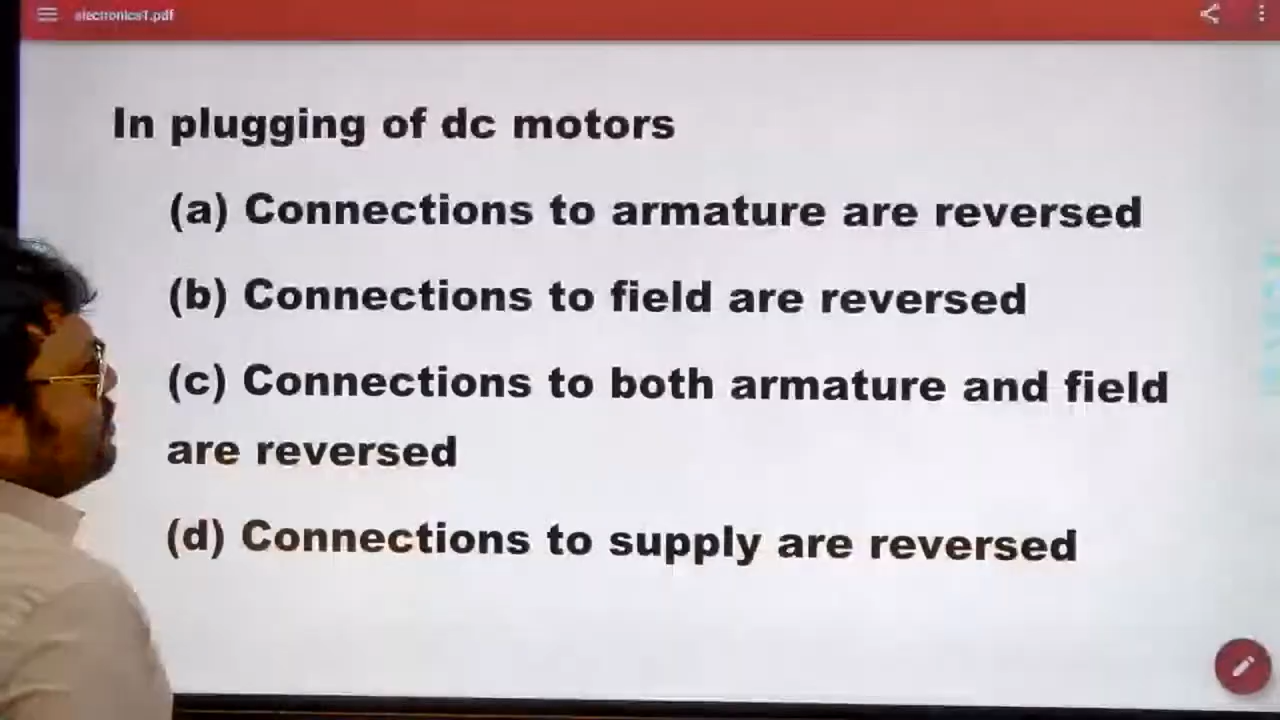 electronics1.pdf
In plugging of dc motors
(a) Connections to armature are reversed
(b) Connections to field are reversed
(c) Connections to both armature and field
are reversed
(d) Connections to supply are reversed